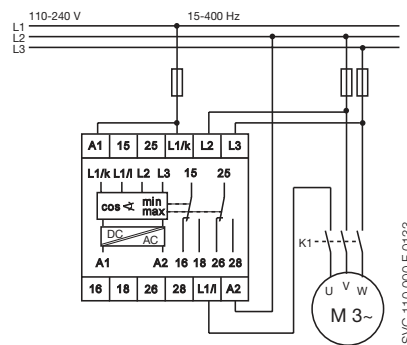 110-240 V 15-400 Hz
L1
L2
L3
A1 15 25 L1/k L2 L3
L1/k L1/l L2 L3 15 25
cos ∢ min
max
DC
AC
A1 A2 16 18 26 28
16 18 26 28 L1/l A2
K1
U V W
M 3~
SVC 110 000 F 0133